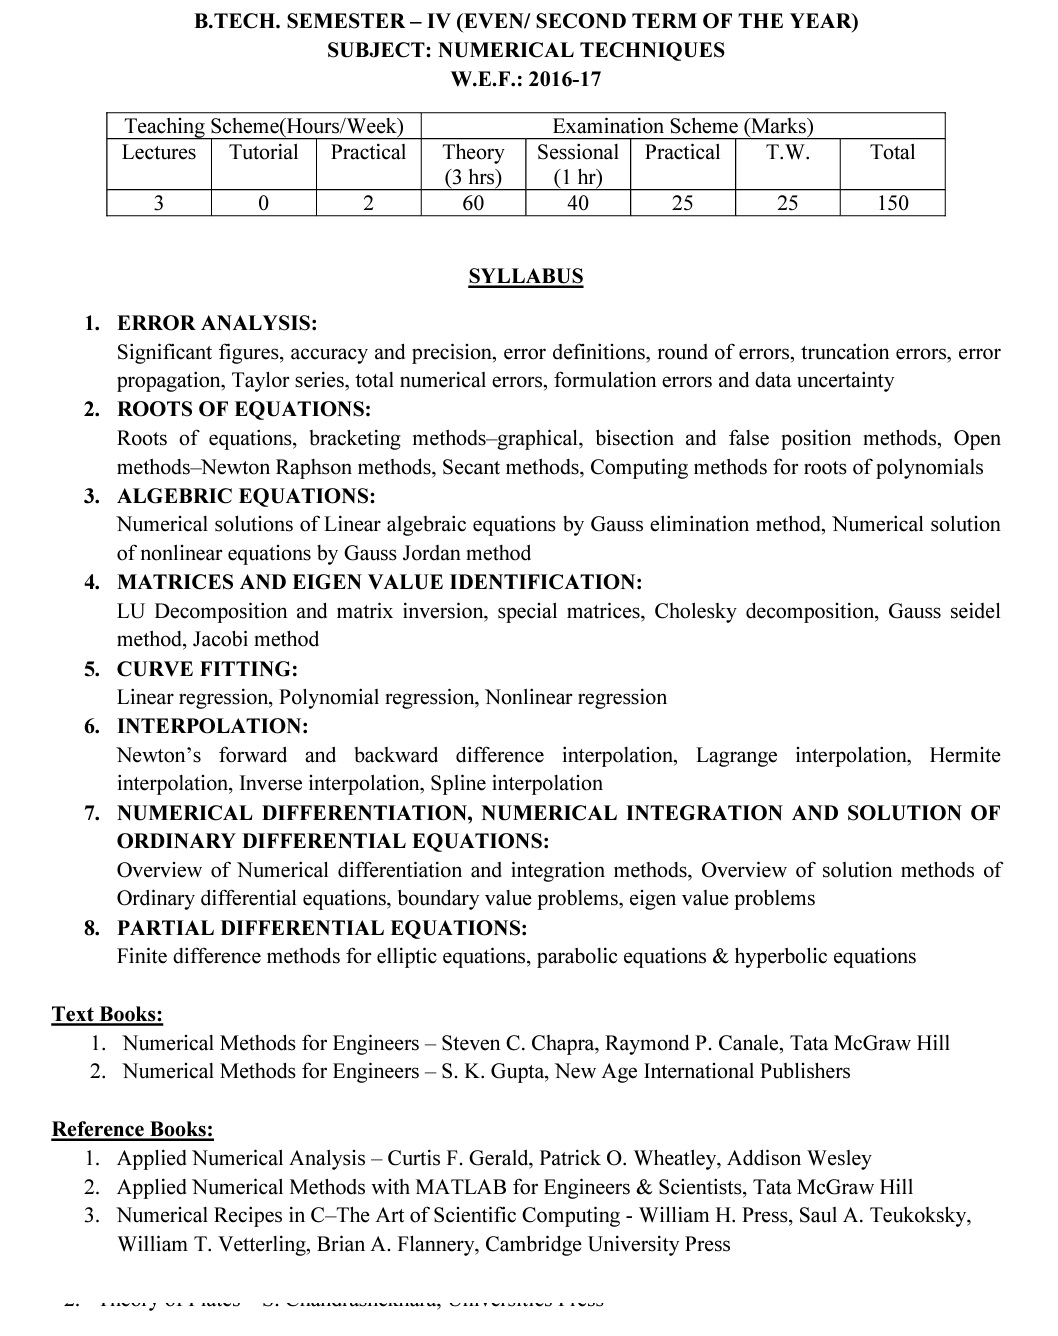 B.TECH. SEMESTER – IV (EVEN/ SECOND TERM OF THE YEAR)
SUBJECT: NUMERICAL TECHNIQUES
W.E.F.: 2016-17
Teaching Scheme(Hours/Week) Examination Scheme (Marks)
Lectures Tutorial Practical Theory (3 hrs) Sessional (1 hr) Practical T.W. Total
3 0 2 60 40 25 25 150
SYLLABUS
1. ERROR ANALYSIS:
Significant figures, accuracy and precision, error definitions, round of errors, truncation errors, error
propagation, Taylor series, total numerical errors, formulation errors and data uncertainty
2. ROOTS OF EQUATIONS:
Roots of equations, bracketing methods–graphical, bisection and false position methods, Open
methods–Newton Raphson methods, Secant methods, Computing methods for roots of polynomials
3. ALGEBRIC EQUATIONS:
Numerical solutions of Linear algebraic equations by Gauss elimination method, Numerical solution
of nonlinear equations by Gauss Jordan method
4. MATRICES AND EIGEN VALUE IDENTIFICATION:
LU Decomposition and matrix inversion, special matrices, Cholesky decomposition, Gauss seidel
method, Jacobi method
5. CURVE FITTING:
Linear regression, Polynomial regression, Nonlinear regression
6. INTERPOLATION:
Newton’s forward and backward difference interpolation, Lagrange interpolation, Hermite
interpolation, Inverse interpolation, Spline interpolation
7. NUMERICAL DIFFERENTIATION, NUMERICAL INTEGRATION AND SOLUTION OF
ORDINARY DIFFERENTIAL EQUATIONS:
Overview of Numerical differentiation and integration methods, Overview of solution methods of
Ordinary differential equations, boundary value problems, eigen value problems
8. PARTIAL DIFFERENTIAL EQUATIONS:
Finite difference methods for elliptic equations, parabolic equations & hyperbolic equations
Text Books:
1. Numerical Methods for Engineers – Steven C. Chapra, Raymond P. Canale, Tata McGraw Hill
2. Numerical Methods for Engineers – S. K. Gupta, New Age International Publishers
Reference Books:
1. Applied Numerical Analysis – Curtis F. Gerald, Patrick O. Wheatley, Addison Wesley
2. Applied Numerical Methods with MATLAB for Engineers & Scientists, Tata McGraw Hill
3. Numerical Recipes in C–The Art of Scientific Computing - William H. Press, Saul A. Teukoksky,
William T. Vetterling, Brian A. Flannery, Cambridge University Press